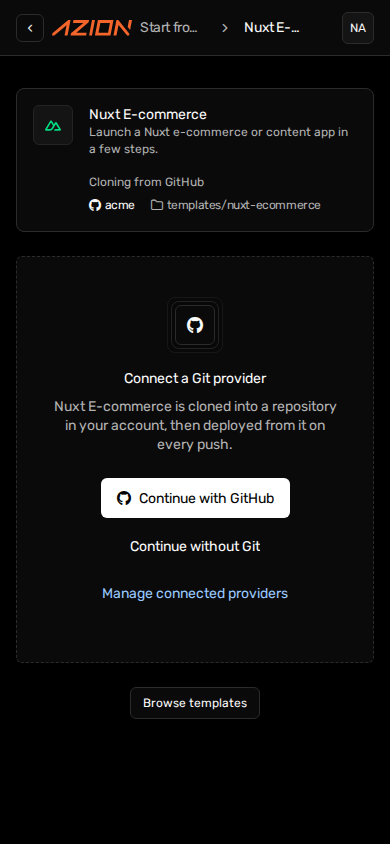 AZION Start fro... Nuxt E-... NA
Nuxt E-commerce
Launch a Nuxt e-commerce or content app in
a few steps.
Cloning from GitHub
acme templates/nuxt-ecommerce
Connect a Git provider
Nuxt E-commerce is cloned into a repository
in your account, then deployed from it on
every push.
Continue with GitHub
Continue without Git
Manage connected providers
Browse templates